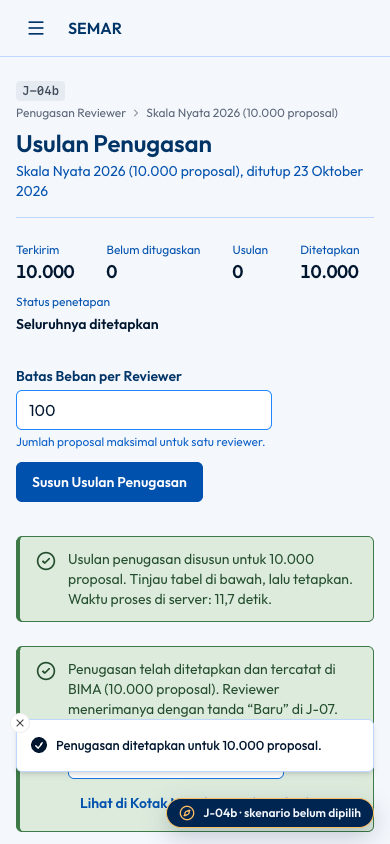 SEMAR
J-04b
Penugasan Reviewer > Skala Nyata 2026 (10.000 proposal)
Usulan Penugasan
Skala Nyata 2026 (10.000 proposal), ditutup 23 Oktober
2026
Terkirim Belum ditugaskan Usulan Ditetapkan
10.000 0 0 10.000
Status penetapan
Seluruhnya ditetapkan
Batas Beban per Reviewer
100
Jumlah proposal maksimal untuk satu reviewer.
Susun Usulan Penugasan
Usulan penugasan disusun untuk 10.000
proposal. Tinjau tabel di bawah, lalu tetapkan.
Waktu proses di server: 11,7 detik.
Penugasan telah ditetapkan dan tercatat di
BIMA (10.000 proposal). Reviewer
menerimanya dengan tanda “Baru” di J-07.
Penugasan ditetapkan untuk 10.000 proposal.
Lihat di Kotak
J-04b · skenario belum dipilih